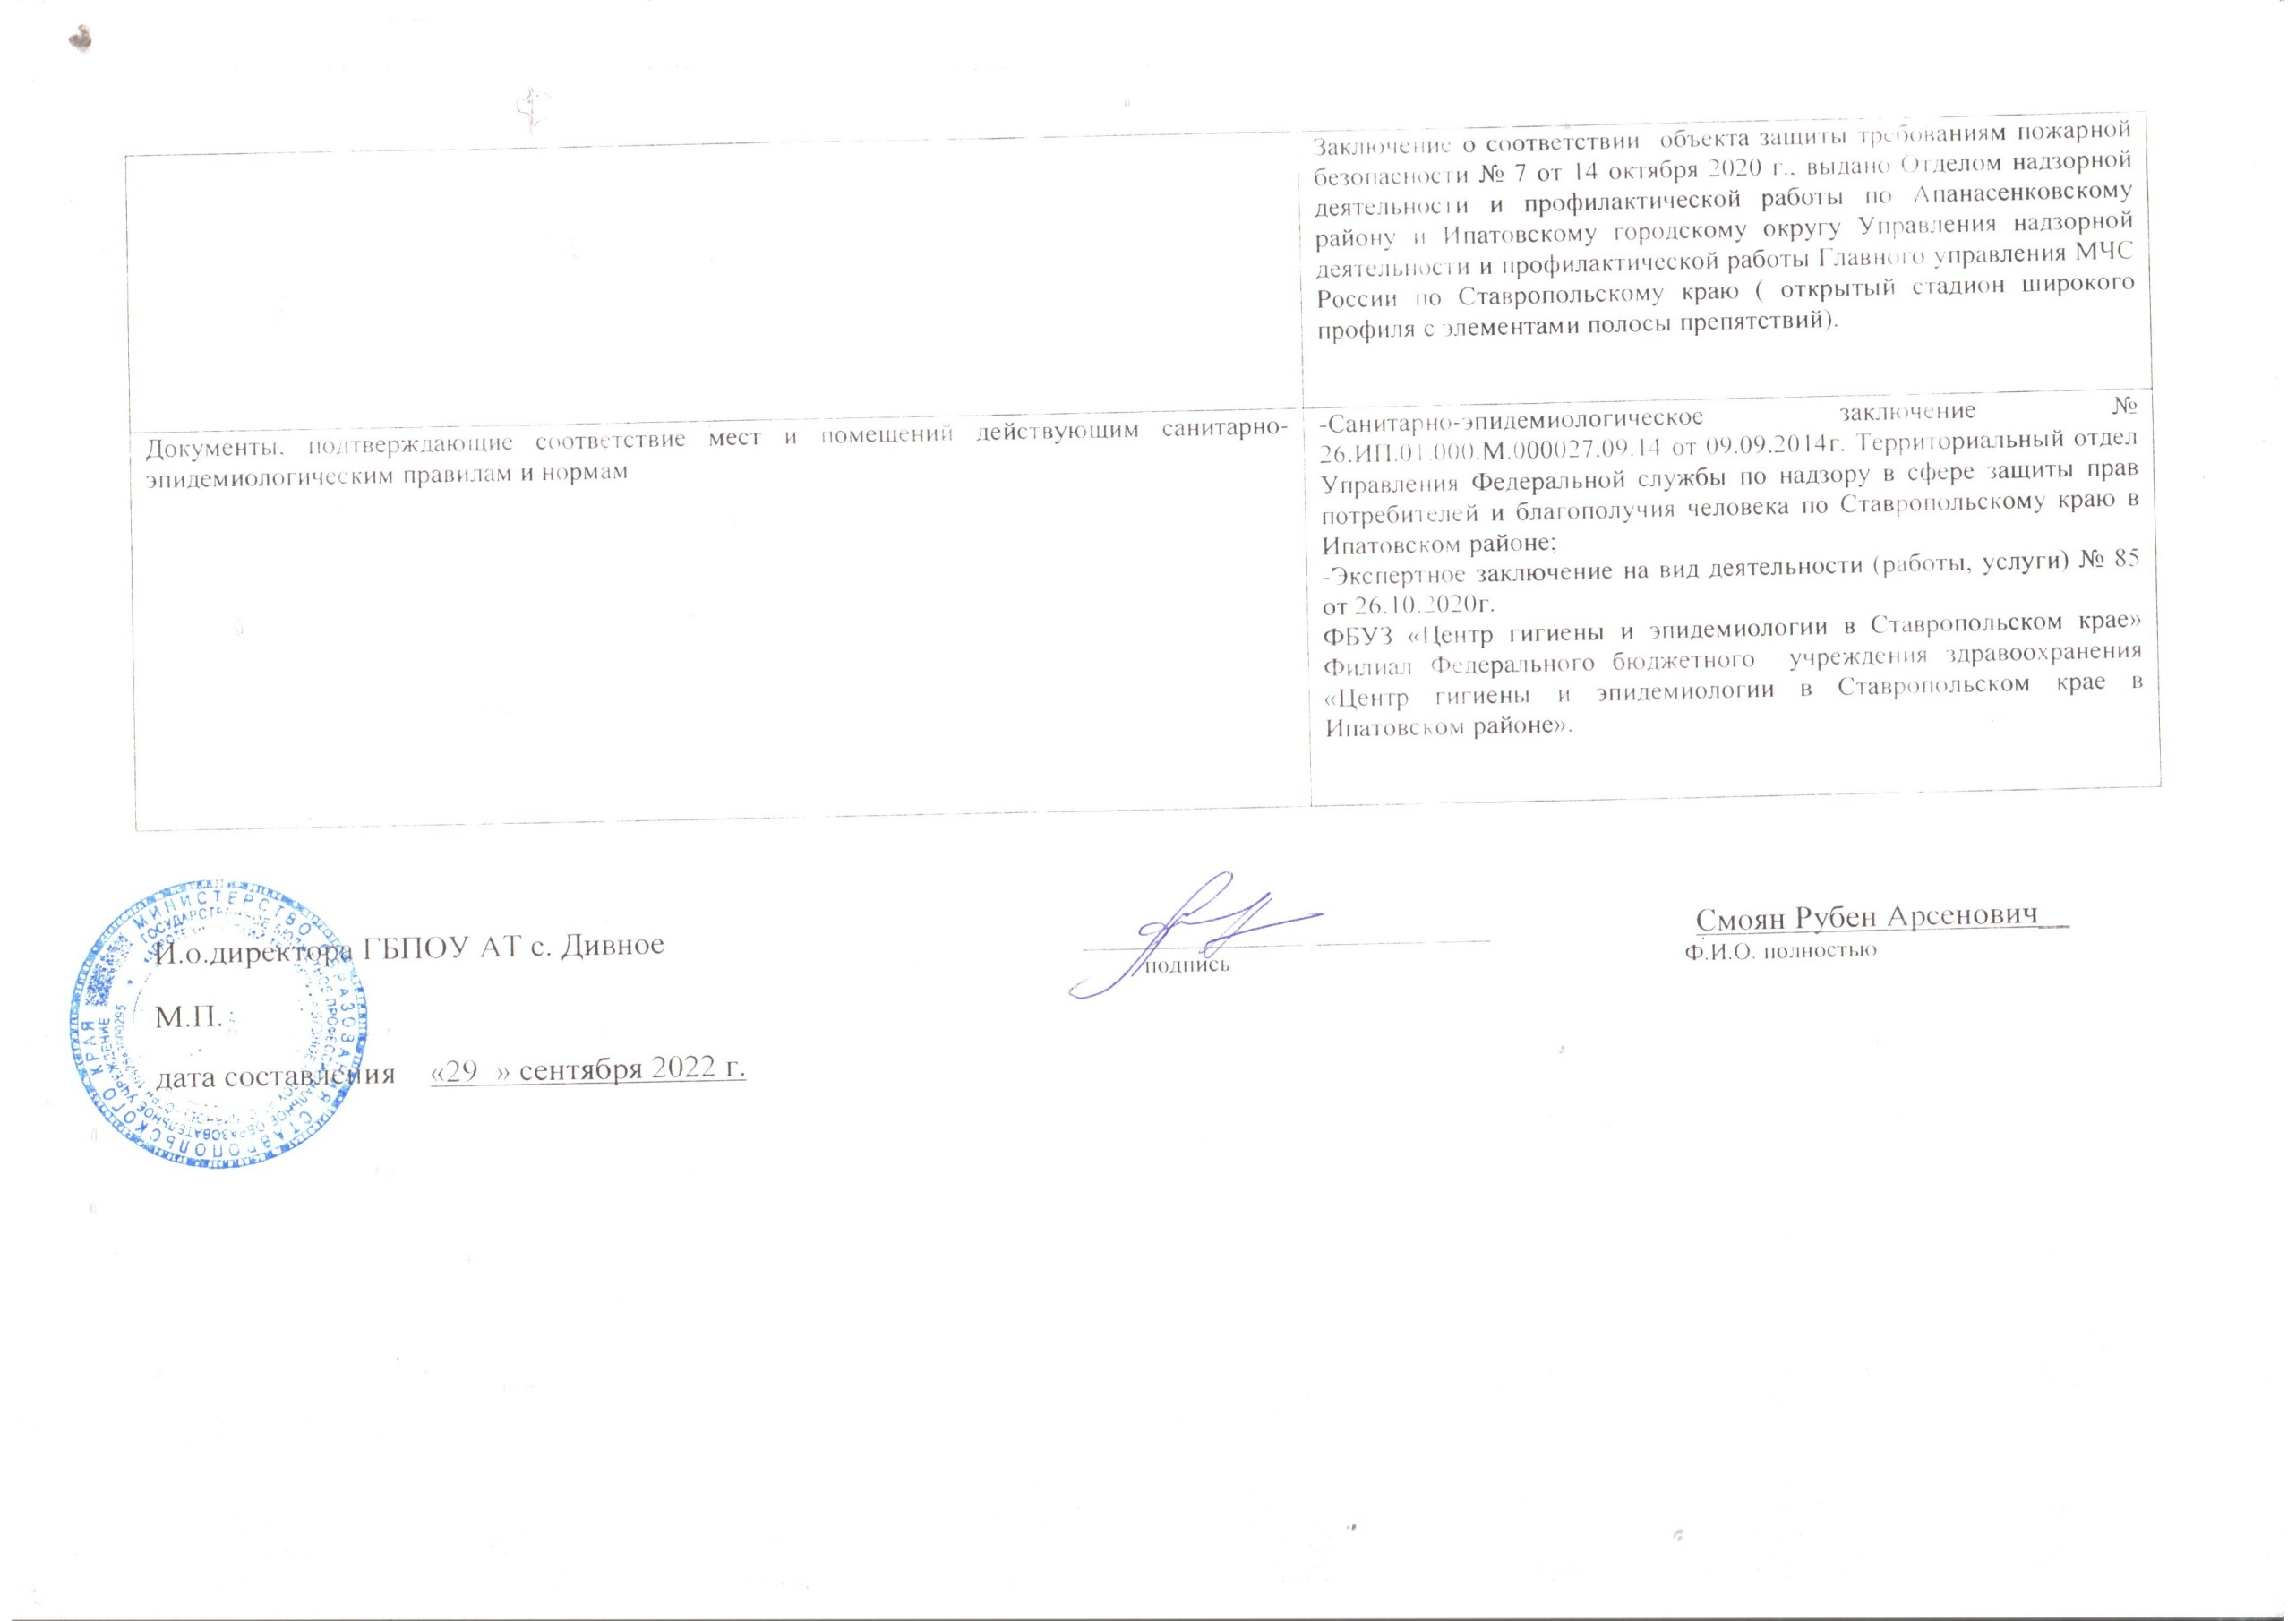 Заключение о соответствии объекта защиты требованиям пожарной
безопасности № 7 от 14 октября 2020 г., выдано Отделом надзорной
деятельности и профилактической работы по Апанасенковскому
району и Ипатовскому городскому округу Управления надзорной
деятельности и профилактической работы Главного управления МЧС
России по Ставропольскому краю ( открытый стадион широкого
профиля с элементами полосы препятствий).
Документы, подтверждающие соответствие мест и помещений действующим санитарно-
эпидемиологическим правилам и нормам
-Санитарно-эпидемиологическое заключение №
26.ИП.01.000.М.000027.09.14 от 09.09.2014г. Территориальный отдел
Управления Федеральной службы по надзору в сфере защиты прав
потребителей и благополучия человека по Ставропольскому краю в
Ипатовском районе;
-Экспертное заключение на вид деятельности (работы, услуги) № 85
от 26.10.2020г.
ФБУЗ «Центр гигиены и эпидемиологии в Ставропольском крае»
Филиал Федерального бюджетного учреждения здравоохранения
«Центр гигиены и эпидемиологии в Ставропольском крае в
Ипатовском районе».
И.о.директора ГБПОУ АТ с. Дивное
подпись
Смоян Рубен Арсенович
Ф.И.О. полностью
М.П.
дата составления «29 » сентября 2022 г.
МИНИСТЕРСТВО ОБРАЗОВАНИЯ СТАВРОПОЛЬСКОГО КРАЯ